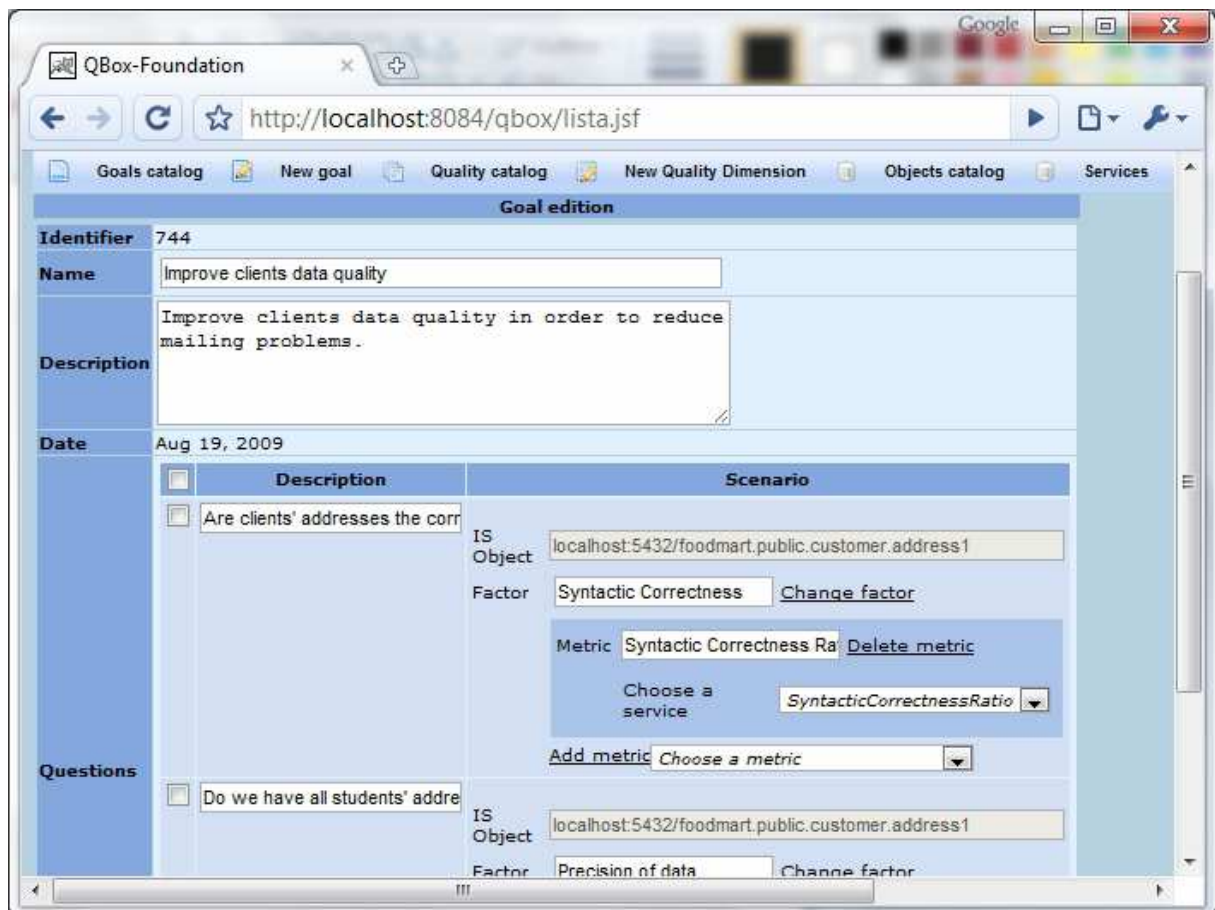 Google
QBox-Foundation
http://localhost:8084/qbox/lista.jsf
Goals catalog New goal Quality catalog New Quality Dimension Objects catalog Services
Goal edition
Identifier 744
Name Improve clients data quality
Description Improve clients data quality in order to reduce
mailing problems.
Date Aug 19, 2009
Questions
Description Scenario
Are clients' addresses the corr
IS Object localhost:5432/foodmart.public.customer.address1
Factor Syntactic Correctness Change factor
Metric Syntactic Correctness Ra Delete metric
Choose a service SyntacticCorrectnessRatio
Add metric Choose a metric
Do we have all students' addre
IS Object localhost:5432/foodmart.public.customer.address1
Factor Precision of data Change factor